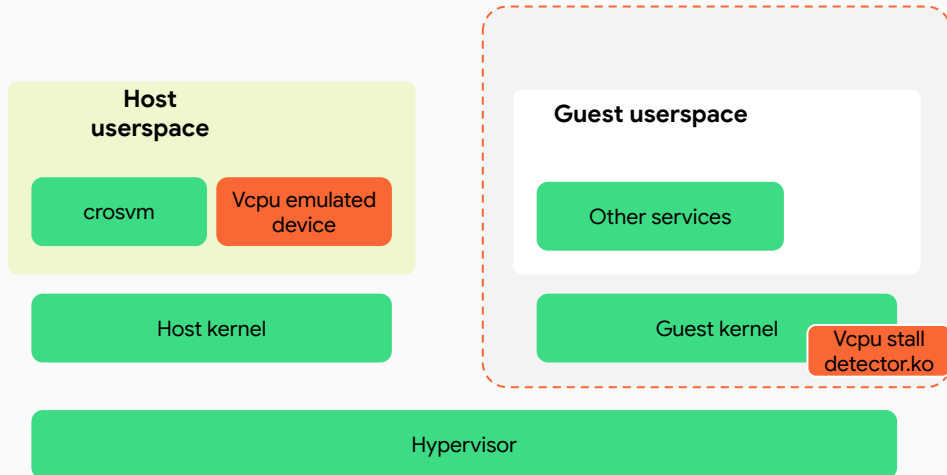 Host
userspace
Guest userspace
crosvm
Vcpu emulated
device
Other services
Host kernel
Guest kernel
Vcpu stall
detector.ko
Hypervisor